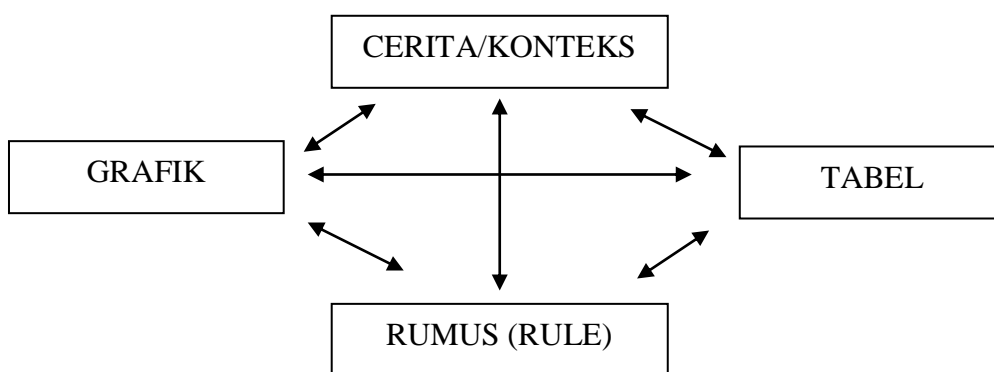 CERITA/KONTEKS
GRAFIK
TABEL
RUMUS (RULE)